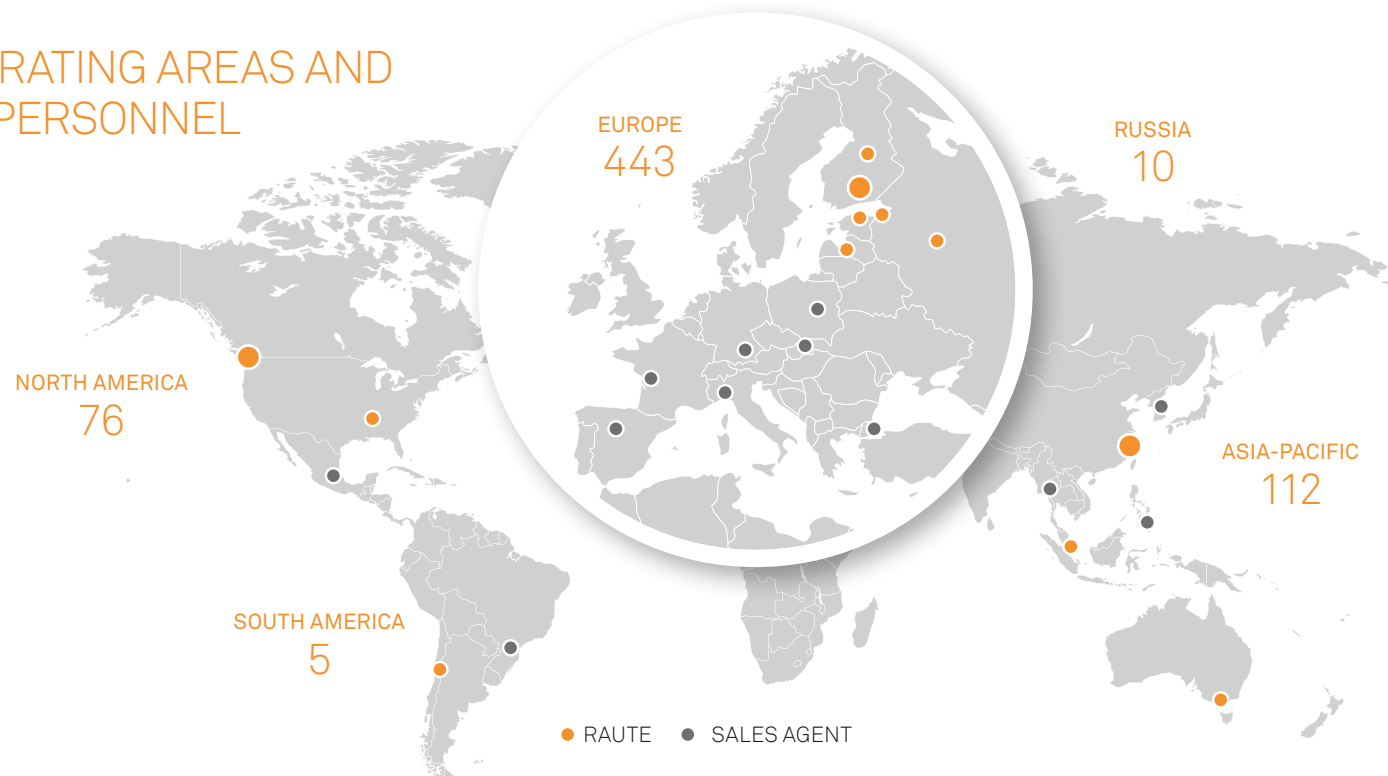 RATING AREAS AND
PERSONNEL
EUROPE
443
RUSSIA
10
NORTH AMERICA
76
ASIA-PACIFIC
112
SOUTH AMERICA
5
RAUTE
SALES AGENT